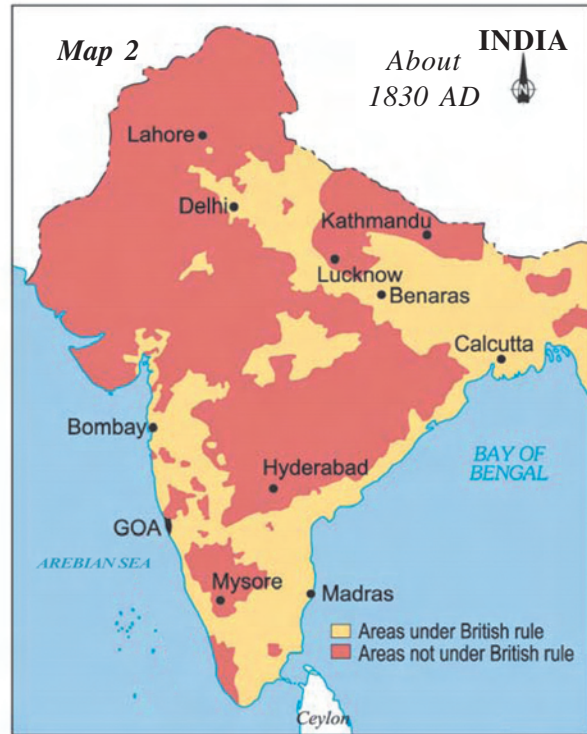 Map 2
About
1830 AD
INDIA
N
Lahore
Delhi
Kathmandu
Lucknow
Benaras
Calcutta
Bombay
Hyderabad
BAY OF
BENGAL
GOA
AREBIAN SEA
Mysore
Madras
Areas under British rule
Areas not under British rule
Ceylon